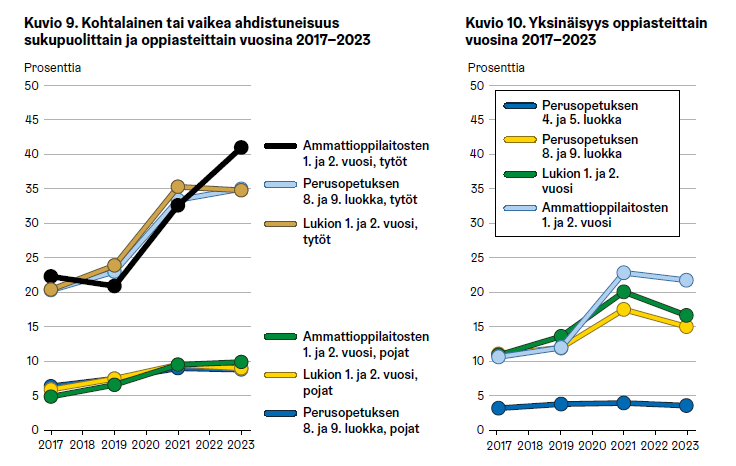 Kuvio 9. Kohtalainen tai vaikea ahdistuneisuus
sukupuolittain ja oppiasteittain vuosina 2017–2023
Prosenttia
50
45
40
35
30
25
20
15
10
5
0
2017 2018 2019 2020 2021 2022 2023
Ammattioppilaitosten
1. ja 2. vuosi, tytöt
Perusopetuksen
8. ja 9. luokka, tytöt
Lukion 1. ja 2. vuosi,
tytöt
Ammattioppilaitosten
1. ja 2. vuosi, pojat
Lukion 1. ja 2. vuosi,
pojat
Perusopetuksen
8. ja 9. luokka, pojat
Kuvio 10. Yksinäisyys oppiasteittain
vuosina 2017–2023
Prosenttia
50
45
40
35
30
25
20
15
10
5
0
2017 2018 2019 2020 2021 2022 2023
Perusopetuksen
4. ja 5. luokka
Perusopetuksen
8. ja 9. luokka
Lukion 1. ja 2.
vuosi
Ammattioppilaitosten
1. ja 2. vuosi